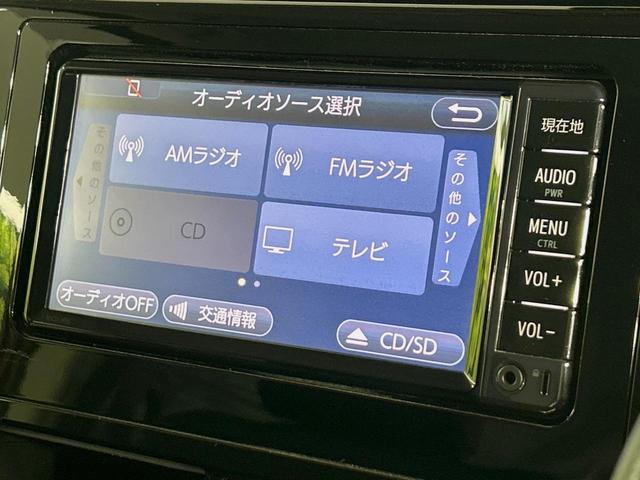 オーディオソース選択
その他のソース
AMラジオ
FMラジオ
その他のソース
CD
テレビ
オーディオOFF
交通情報
CD/SD
現在地
AUDIO
PWR
MENU
CTRL
VOL+
VOL-